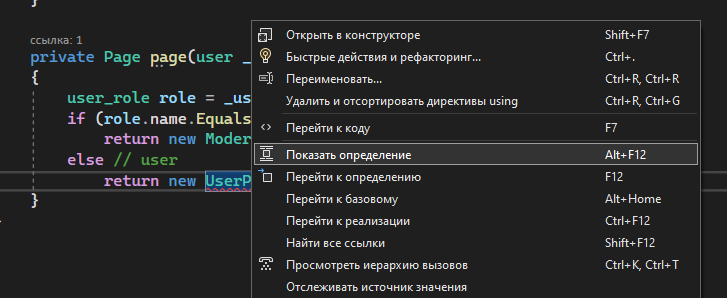 }
ссылка: 1
private Page page(user _
{
user_role role = _us
if (role.name.Equals
return new Moder
else // user
return new UserP
}
Открыть в конструкторе Shift+F7
Быстрые действия и рефакторинг... Ctrl+.
Переименовать... Ctrl+R, Ctrl+R
Удалить и отсортировать директивы using Ctrl+R, Ctrl+G
Перейти к коду F7
Показать определение Alt+F12
Перейти к определению F12
Перейти к базовому Alt+Home
Перейти к реализации Ctrl+F12
Найти все ссылки Shift+F12
Просмотреть иерархию вызовов Ctrl+K, Ctrl+T
Отслеживать источник значения